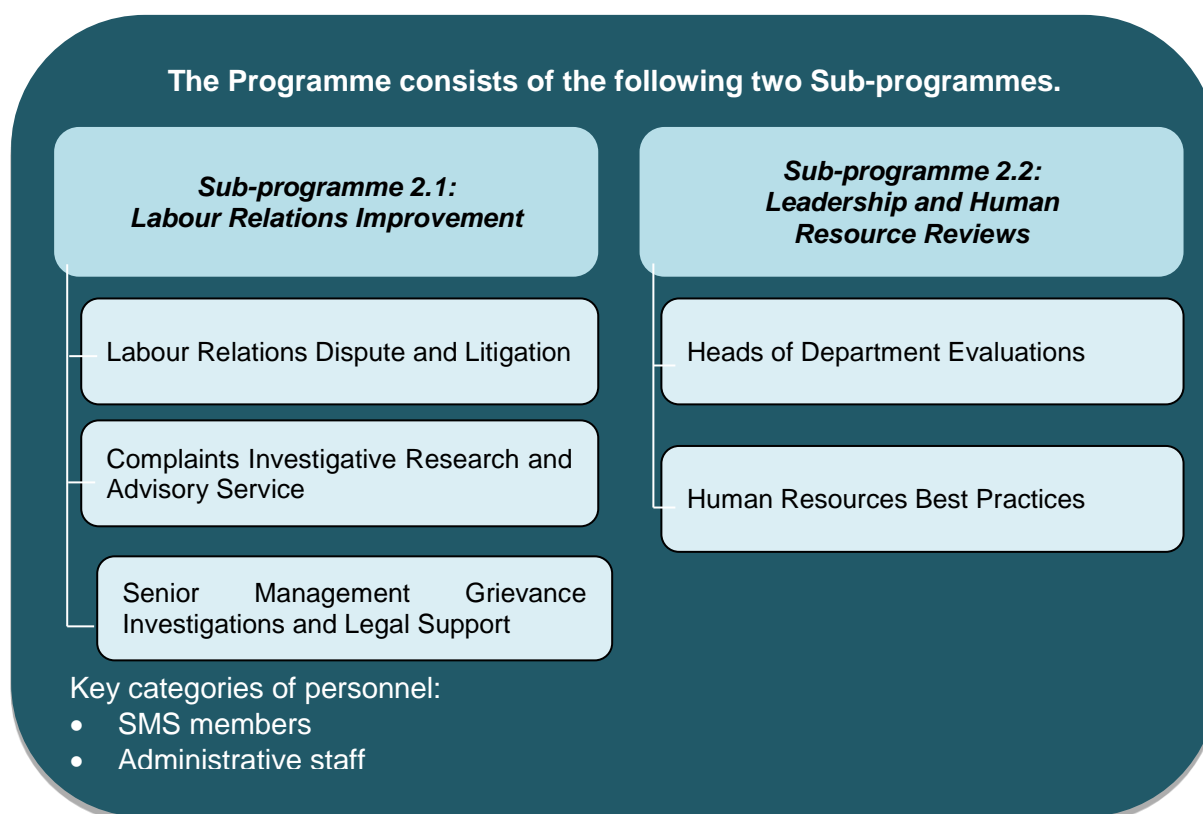 The Programme consists of the following two Sub-programmes.
Sub-programme 2.1:
Labour Relations Improvement
Labour Relations Dispute and Litigation
Complaints Investigative Research and
Advisory Service
Senior Management Grievance
Investigations and Legal Support
Sub-programme 2.2:
Leadership and Human
Resource Reviews
Heads of Department Evaluations
Human Resources Best Practices
Key categories of personnel:
• SMS members
• Administrative staff